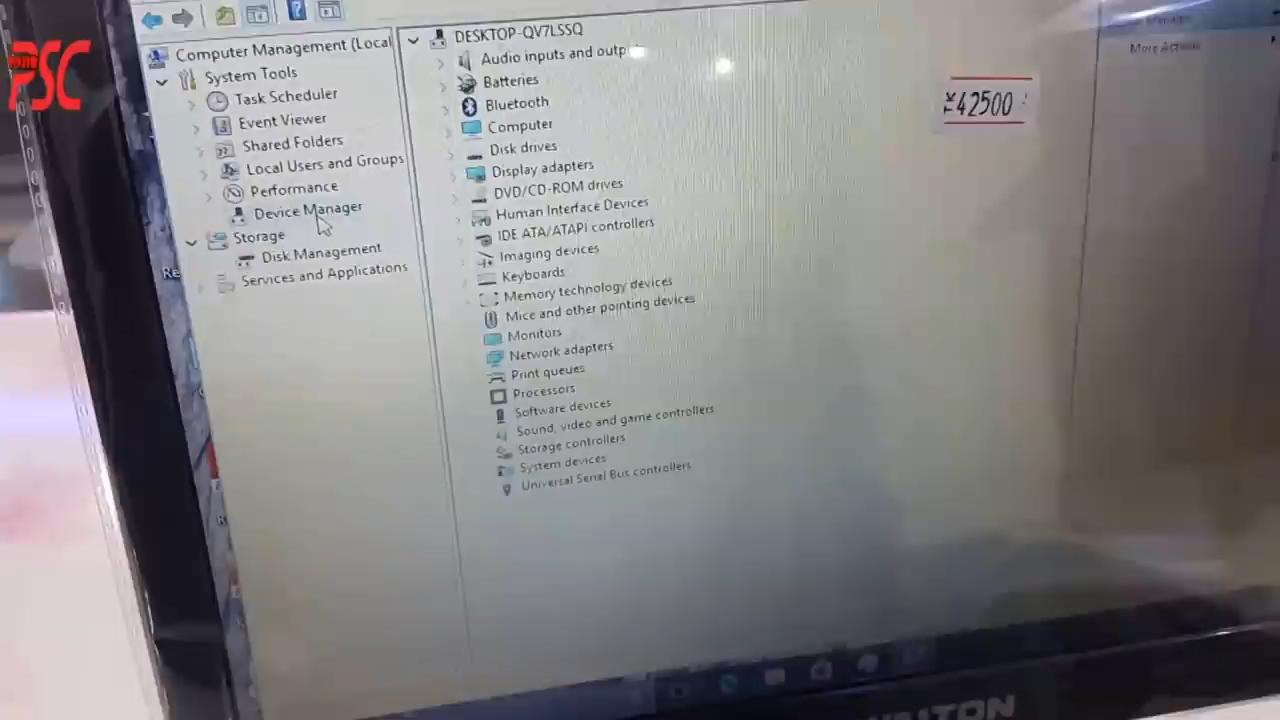 PSC
Computer Management (Local
System Tools
Task Scheduler
Event Viewer
Shared Folders
Local Users and Groups
Performance
Device Manager
Storage
Disk Management
Services and Applications
DESKTOP-QV7LSSQ
Audio inputs and outp
Batteries
Bluetooth
Computer
Disk drives
Display adapters
DVD/CD-ROM drives
Human Interface Devices
IDE ATA/ATAPI controllers
Imaging devices
Keyboards
Memory technology devices
Mice and other pointing devices
Monitors
Network adapters
Print queues
Processors
Software devices
Sound, video and game controllers
Storage controllers
System devices
Universal Serial Bus controllers
More Actions
¥42500
Re